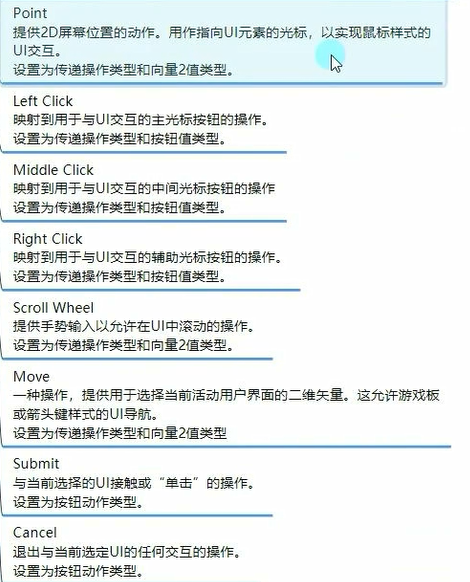 Point
提供2D屏幕位置的动作。用作指向UI元素的光标，以实现鼠标样式的
UI交互。
设置为传递操作类型和向量2值类型。
Left Click
映射到用于与UI交互的主光标按钮的操作。
设置为传递操作类型和按钮值类型。
Middle Click
映射到用于与UI交互的中间光标按钮的操作
设置为传递操作类型和按钮值类型。
Right Click
映射到用于与UI交互的辅助光标按钮的操作。
设置为传递操作类型和按钮值类型。
Scroll Wheel
提供手势输入以允许在UI中滚动的操作。
设置为传递操作类型和向量2值类型。
Move
一种操作，提供用于选择当前活动用户界面的二维矢量。这允许游戏板
或箭头键样式的UI导航。
设置为传递操作类型和向量2值类型
Submit
与当前选择的UI接触或“单击”的操作。
设置为按钮动作类型。
Cancel
退出与当前选定UI的任何交互的操作。
设置为按钮动作类型。